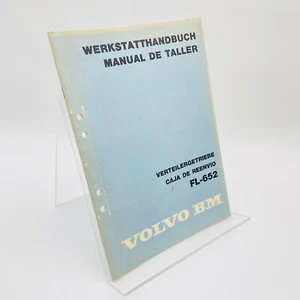 WERKSTATTHANDBUCH
MANUAL DE TALLER
VERTEILERGETRIEBE
CAJA DE REENVIO
FL-652
VOLVO BM